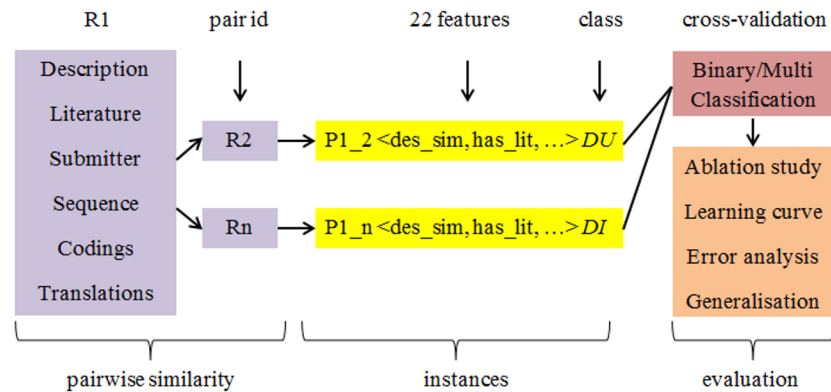 R1 pair id 22 features class cross-validation
Description
Literature
Submitter
Sequence
Codings
Translations
R2
Rn
P1_2 <des_sim, has_lit, …> DU
P1_n <des_sim, has_lit, …> DI
Binary/Multi
Classification
Ablation study
Learning curve
Error analysis
Generalisation
pairwise similarity instances evaluation